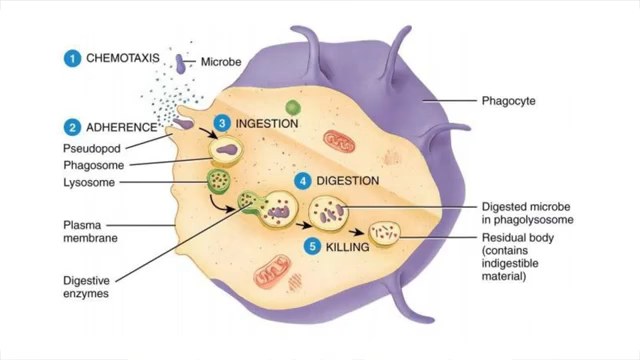 1 CHEMOTAXIS
Microbe
2 ADHERENCE
3 INGESTION
Pseudopod
Phagosome
Lysosome
4 DIGESTION
Plasma
membrane
5 KILLING
Digestive
enzymes
Phagocyte
Digested microbe
in phagolysosome
Residual body
(contains
indigestible
material)